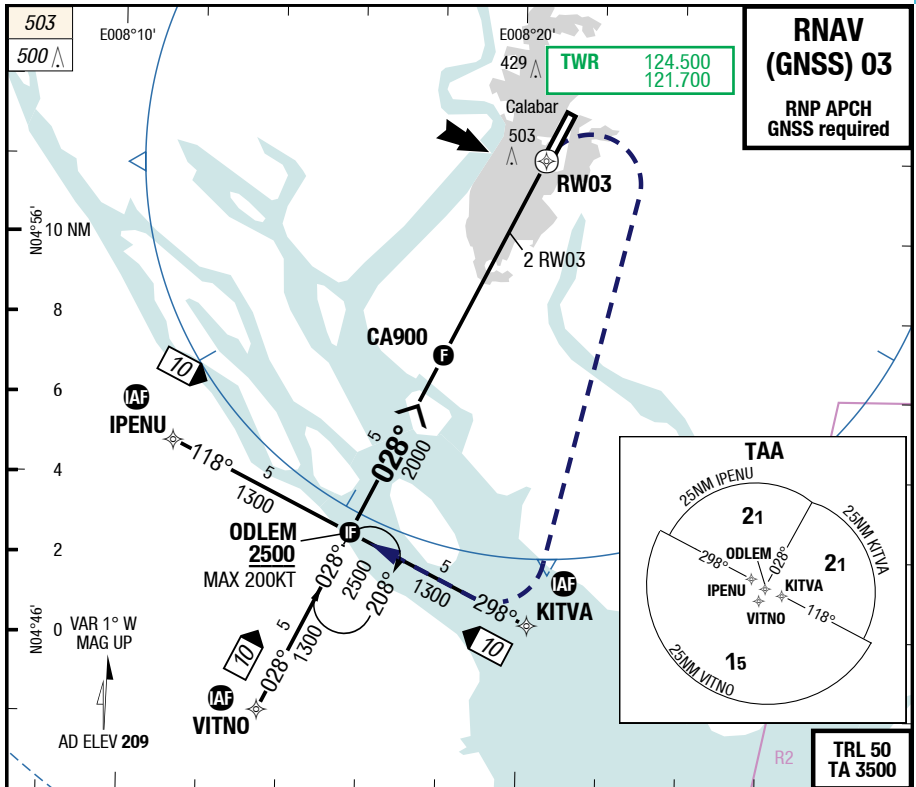 503
500
E008°10'
E008°20'
RNAV
(GNSS) 03
RNP APCH
GNSS required
429
TWR 124.500
121.700
Calabar
503
RW03
N04°56'
10 NM
2 RW03
8
CA900
F
6
10
IAF
IPENU
118°
5
1300
4
5
028°
2000
ODLEM
2500
MAX 200KT
IF
2
028°
2500
208°
5
1300
298°
IAF
KITVA
10
N04°46'
0
VAR 1° W
MAG UP
10
5
028°
1300
IAF
VITNO
AD ELEV 209
TAA
25NM IPENU
21
25NM KITVA
ODLEM
298°
028°
21
IPENU
KITVA
VITNO
118°
15
25NM VITNO
R2
TRL 50
TA 3500